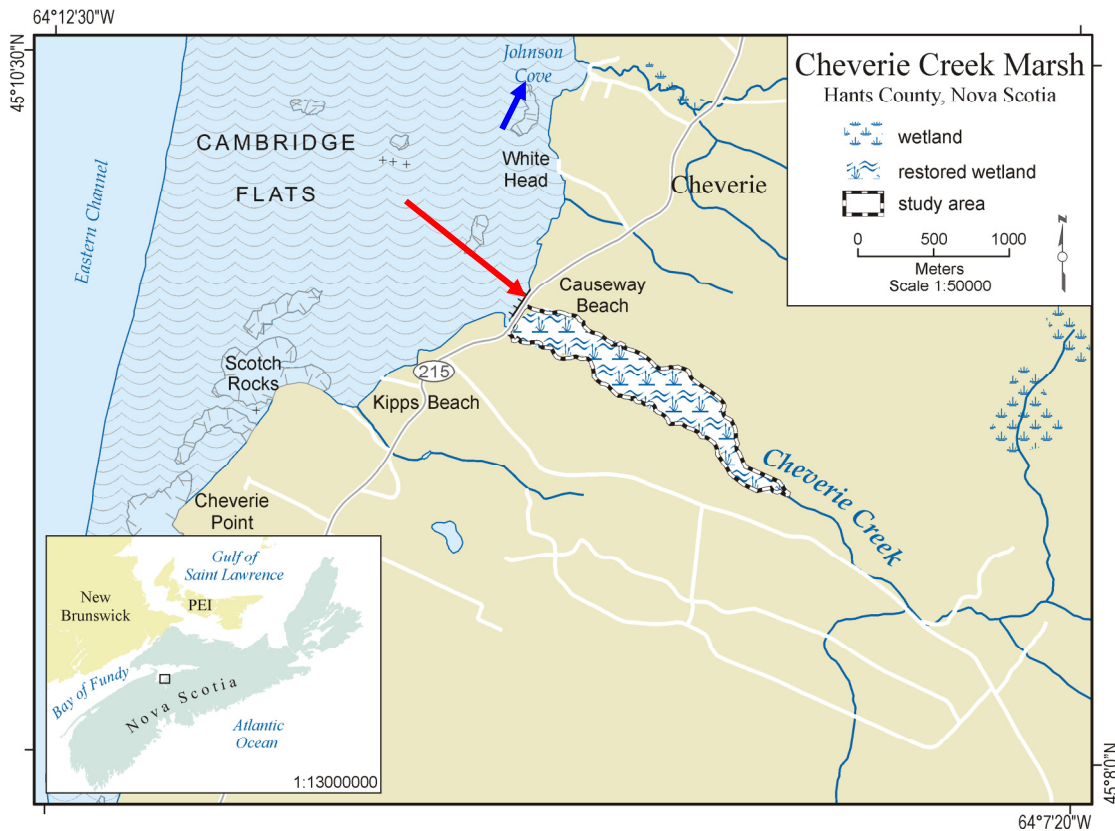 64°12'30"W
45°10'30"N
Johnson
Cove
Cheverie Creek Marsh
Hants County, Nova Scotia
wetland
restored wetland
study area
0 500 1000
Meters
Scale 1:50000
N
CAMBRIDGE
FLATS
White
Head
Cheverie
Eastern Channel
Causeway
Beach
Scotch
Rocks
215
Kipps Beach
Cheverie Creek
Cheverie
Point
Gulf of
Saint Lawrence
New
Brunswick
PEI
Bay of Fundy
Nova Scotia
Atlantic
Ocean
1:13000000
45°8'0"N
64°7'20"W